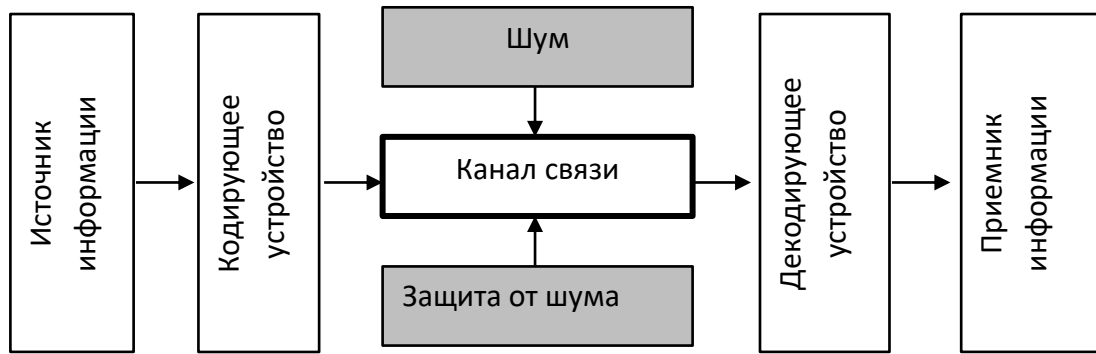 Источник
информации
Кодирующее
устройство
Шум
Канал связи
Защита от шума
Декодирующее
устройство
Приемник
информации